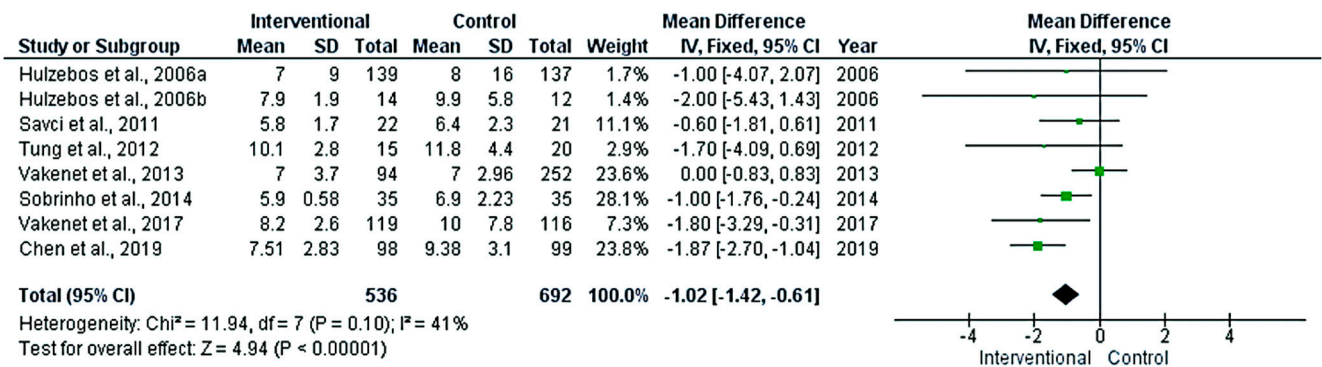 Interventional Control Mean Difference Mean Difference
Study or Subgroup Mean SD Total Mean SD Total Weight IV, Fixed, 95% CI Year IV, Fixed, 95% CI
Hulzebos et al., 2006a 7 9 139 8 16 137 1.7% -1.00 [-4.07, 2.07] 2006
Hulzebos et al., 2006b 7.9 1.9 14 9.9 5.8 12 1.4% -2.00 [-5.43, 1.43] 2006
Savci et al., 2011 5.8 1.7 22 6.4 2.3 21 11.1% -0.60 [-1.81, 0.61] 2011
Tung et al., 2012 10.1 2.8 15 11.8 4.4 20 2.9% -1.70 [-4.09, 0.69] 2012
Vakenet et al., 2013 7 3.7 94 7 2.96 252 23.6% 0.00 [-0.83, 0.83] 2013
Sobrinho et al., 2014 5.9 0.58 35 6.9 2.23 35 28.1% -1.00 [-1.76, -0.24] 2014
Vakenet et al., 2017 8.2 2.6 119 10 7.8 116 7.3% -1.80 [-3.29, -0.31] 2017
Chen et al., 2019 7.51 2.83 98 9.38 3.1 99 23.8% -1.87 [-2.70, -1.04] 2019
Total (95% CI) 536 692 100.0% -1.02 [-1.42, -0.61]
Heterogeneity: Chi² = 11.94, df = 7 (P = 0.10); I² = 41%
Test for overall effect: Z = 4.94 (P < 0.00001)
-4 -2 0 2 4
Interventional Control